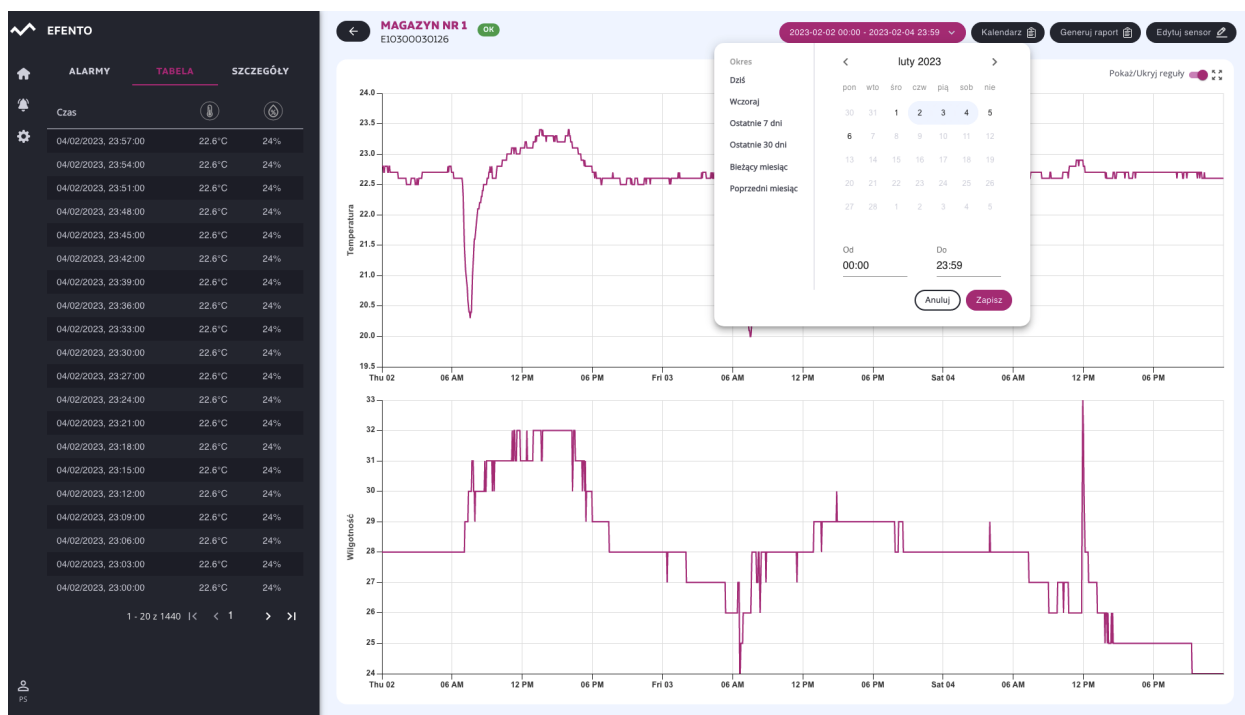 EFENTO
MAGAZYN NR 1 OK
E10300030126
2023-02-02 00:00 - 2023-02-04 23:59
Kalendarz
Generuj raport
Edytuj sensor
ALARMY TABELA SZCZEGÓŁY
Czas
04/02/2023, 23:57:00 22.6°C 24%
04/02/2023, 23:54:00 22.6°C 24%
04/02/2023, 23:51:00 22.6°C 24%
04/02/2023, 23:48:00 22.6°C 24%
04/02/2023, 23:45:00 22.6°C 24%
04/02/2023, 23:42:00 22.6°C 24%
04/02/2023, 23:39:00 22.6°C 24%
04/02/2023, 23:36:00 22.6°C 24%
04/02/2023, 23:33:00 22.6°C 24%
04/02/2023, 23:30:00 22.6°C 24%
04/02/2023, 23:27:00 22.6°C 24%
04/02/2023, 23:24:00 22.6°C 24%
04/02/2023, 23:21:00 22.6°C 24%
04/02/2023, 23:18:00 22.6°C 24%
04/02/2023, 23:15:00 22.6°C 24%
04/02/2023, 23:12:00 22.6°C 24%
04/02/2023, 23:09:00 22.6°C 24%
04/02/2023, 23:06:00 22.6°C 24%
04/02/2023, 23:03:00 22.6°C 24%
04/02/2023, 23:00:00 22.6°C 24%
1 - 20 z 1440 1
PS
Pokaż/Ukryj reguły
Okres
Dziś
Wczoraj
Ostatnie 7 dni
Ostatnie 30 dni
Bieżący miesiąc
Poprzedni miesiąc
luty 2023
pon wto śro czw pią sob nie
30 31 1 2 3 4 5
6 7 8 9 10 11 12
13 14 15 16 17 18 19
20 21 22 23 24 25 26
27 28 1 2 3 4 5
Od Do
00:00 23:59
Anuluj Zapisz
Temperatura
24.0
23.5
23.0
22.5
22.0
21.5
21.0
20.5
20.0
19.5
Thu 02 06 AM 12 PM 06 PM Fri 03 06 AM 12 PM 06 PM Sat 04 06 AM 12 PM 06 PM
Wilgotność
33
32
31
30
29
28
27
26
25
24
Thu 02 06 AM 12 PM 06 PM Fri 03 06 AM 12 PM 06 PM Sat 04 06 AM 12 PM 06 PM